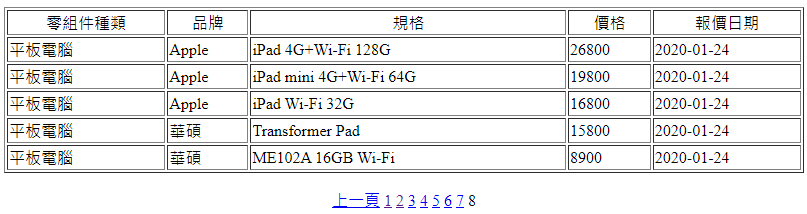 零組件種類 品牌 規格 價格 報價日期
平板電腦 Apple iPad 4G+Wi-Fi 128G 26800 2020-01-24
平板電腦 Apple iPad mini 4G+Wi-Fi 64G 19800 2020-01-24
平板電腦 Apple iPad Wi-Fi 32G 16800 2020-01-24
平板電腦 華碩 Transformer Pad 15800 2020-01-24
平板電腦 華碩 ME102A 16GB Wi-Fi 8900 2020-01-24
上一頁 1 2 3 4 5 6 7 8